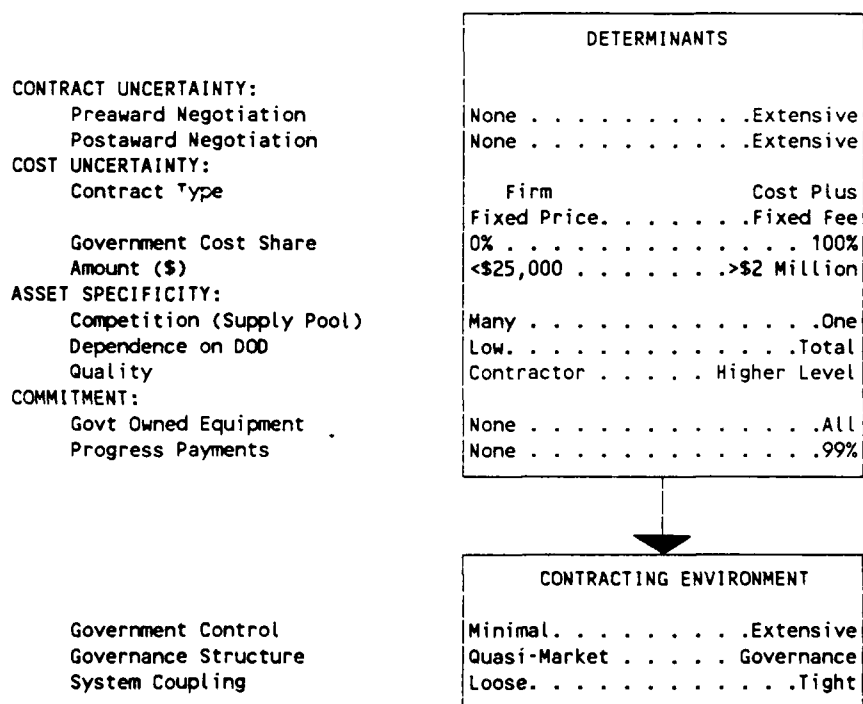 DETERMINANTS
CONTRACT UNCERTAINTY:
Preaward Negotiation None . . . . . . . . . . .Extensive
Postaward Negotiation None . . . . . . . . . . .Extensive
COST UNCERTAINTY:
Contract Type Firm Cost Plus
Fixed Price. . . . . . . .Fixed Fee
Government Cost Share 0% . . . . . . . . . . . . . . 100%
Amount ($) <$25,000 . . . . . . . .>$2 Million
ASSET SPECIFICITY:
Competition (Supply Pool) Many . . . . . . . . . . . . . .One
Dependence on DOD Low. . . . . . . . . . . . . .Total
Quality Contractor . . . . . Higher Level
COMMITMENT:
Govt Owned Equipment None . . . . . . . . . . . . . .All
Progress Payments None . . . . . . . . . . . . . .99%
CONTRACTING ENVIRONMENT
Government Control Minimal. . . . . . . . . .Extensive
Governance Structure Quasi-Market . . . . . Governance
System Coupling Loose. . . . . . . . . . . . .Tight